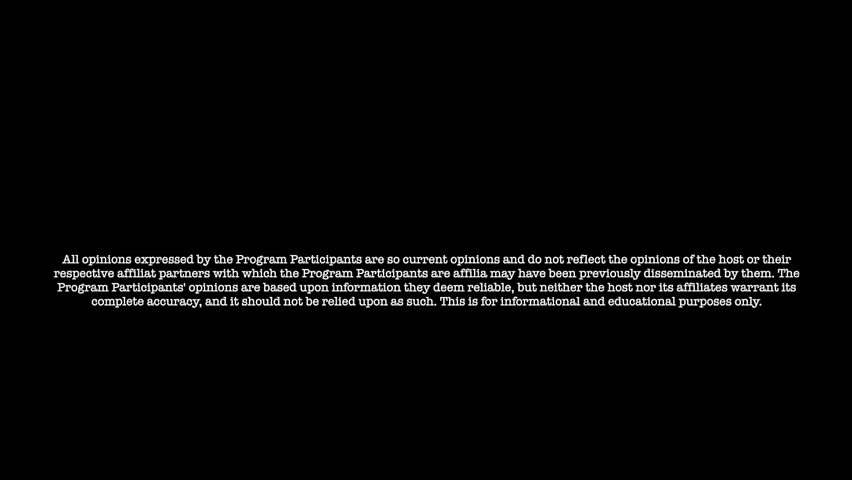 All opinions expressed by the Program Participants are so current opinions and do not reflect the opinions of the host or their
respective affiliat partners with which the Program Participants are affilia may have been previously disseminated by them. The
Program Participants' opinions are based upon information they deem reliable, but neither the host nor its affiliates warrant its
complete accuracy, and it should not be relied upon as such. This is for informational and educational purposes only.